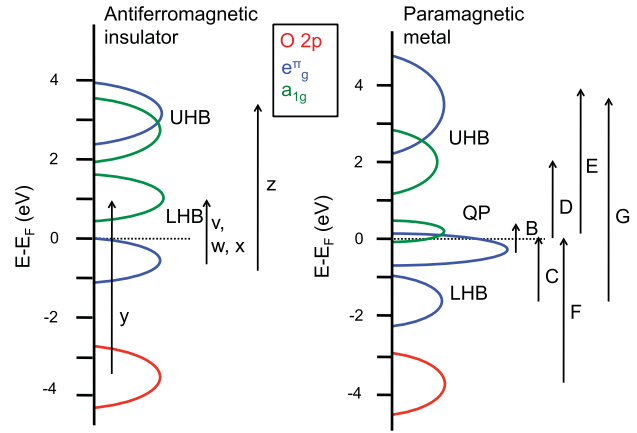 Antiferromagnetic
insulator
O 2p
e^π_g
a_1g
E-E_F (eV)
4
2
0
-2
-4
UHB
LHB
v,
w, x
y
z
Paramagnetic
metal
E-E_F (eV)
4
2
0
-2
-4
UHB
QP
LHB
B
C
D
E
F
G